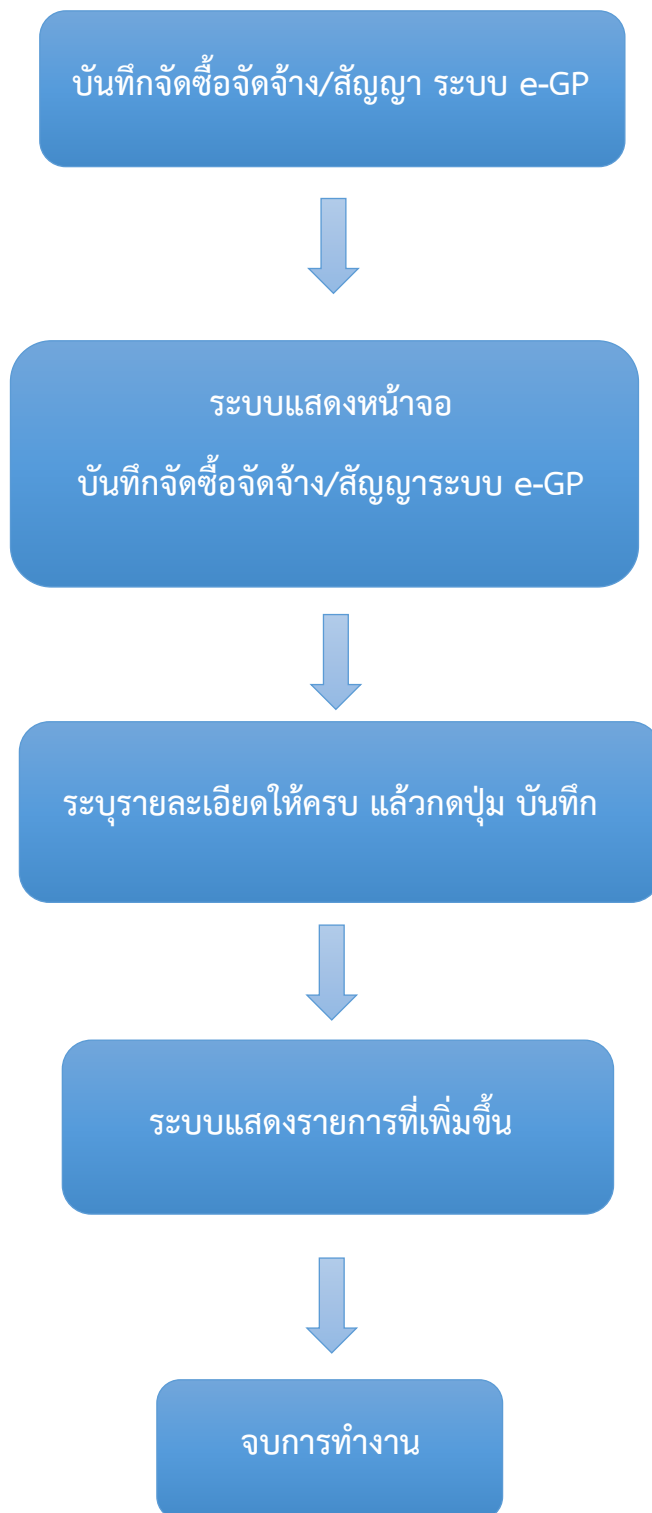 บันทึกจัดซื้อจัดจ้าง/สัญญา ระบบ e-GP
ระบบแสดงหน้าจอ
บันทึกจัดซื้อจัดจ้าง/สัญญาระบบ e-GP
ระบุรายละเอียดให้ครบ แล้วกดปุ่ม บันทึก
ระบบแสดงรายการที่เพิ่มขึ้น
จบการทำงาน